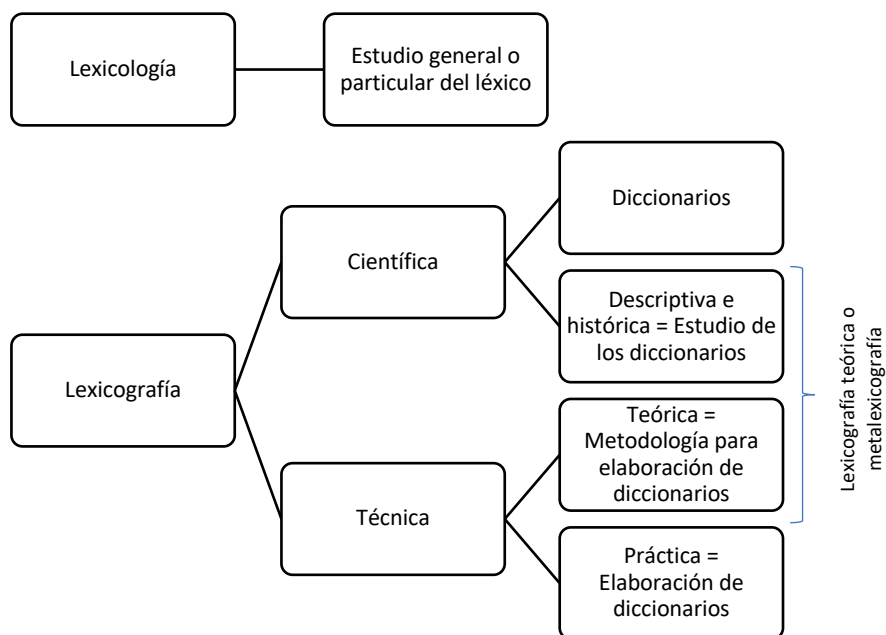 Lexicología
Estudio general o
particular del léxico
Diccionarios
Científica
Descriptiva e
histórica = Estudio de
los diccionarios
Lexicografía
Teórica =
Metodología para
elaboración de
diccionarios
Técnica
Práctica =
Elaboración de
diccionarios
Lexicografía teórica o
metalexicografía